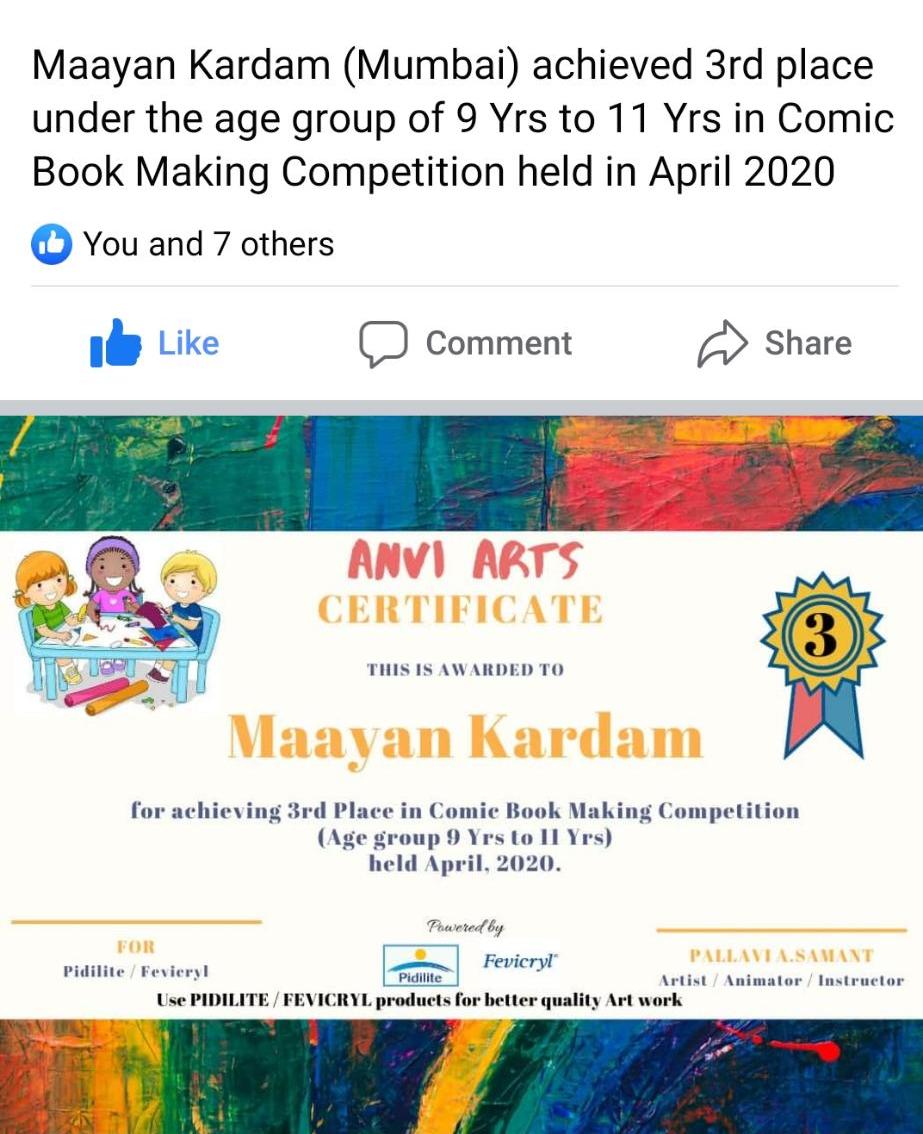 Maayan Kardam (Mumbai) achieved 3rd place
under the age group of 9 Yrs to 11 Yrs in Comic
Book Making Competition held in April 2020
You and 7 others
Like Comment Share
ANVI ARTS
CERTIFICATE
THIS IS AWARDED TO
3
Maayan Kardam
for achieving 3rd Place in Comic Book Making Competition
(Age group 9 Yrs to 11 Yrs)
held April, 2020.
FOR
Pidilite / Fevicryl
Powered by
Pidilite
Fevicryl
PALLAVI A.SAMANT
Artist / Animator / Instructor
Use PIDILITE / FEVICRYL products for better quality Art work